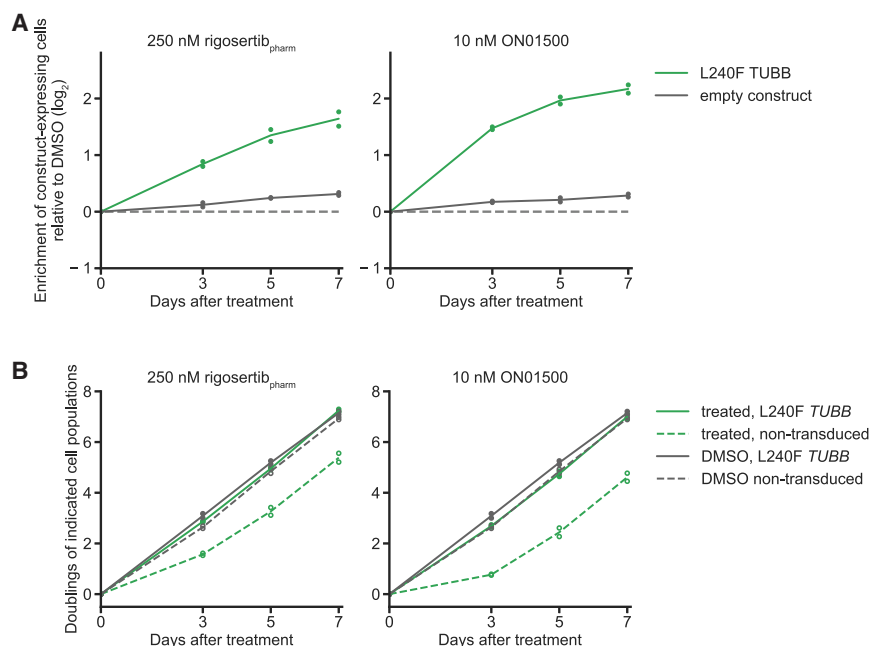 A
250 nM rigosertib_pharm
10 nM ON01500
Enrichment of construct-expressing cells
relative to DMSO (log₂)
2
1
0
−1
0 3 5 7
Days after treatment
2
1
0
−1
0 3 5 7
Days after treatment
L240F TUBB
empty construct
B
250 nM rigosertib_pharm
10 nM ON01500
Doublings of indicated cell populations
8
6
4
2
0
0 3 5 7
Days after treatment
8
6
4
2
0
0 3 5 7
Days after treatment
treated, L240F TUBB
treated, non-transduced
DMSO, L240F TUBB
DMSO non-transduced